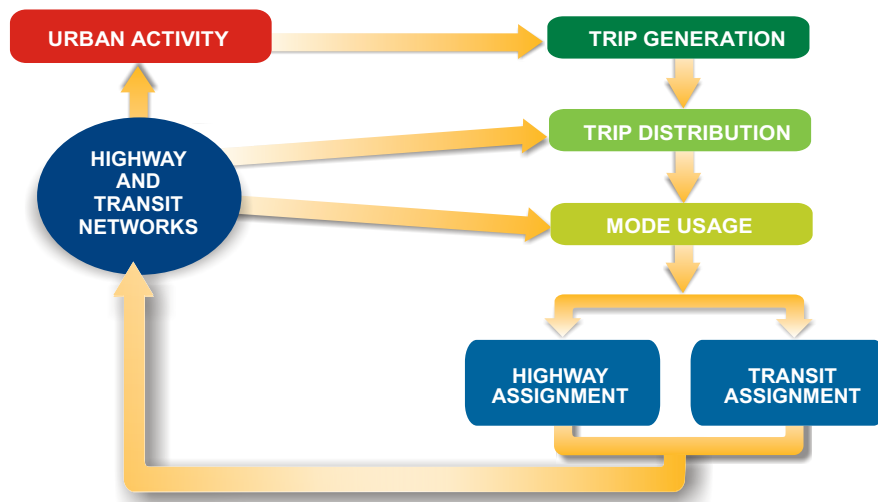 URBAN ACTIVITY
TRIP GENERATION
TRIP DISTRIBUTION
HIGHWAY
AND
TRANSIT
NETWORKS
MODE USAGE
HIGHWAY
ASSIGNMENT
TRANSIT
ASSIGNMENT